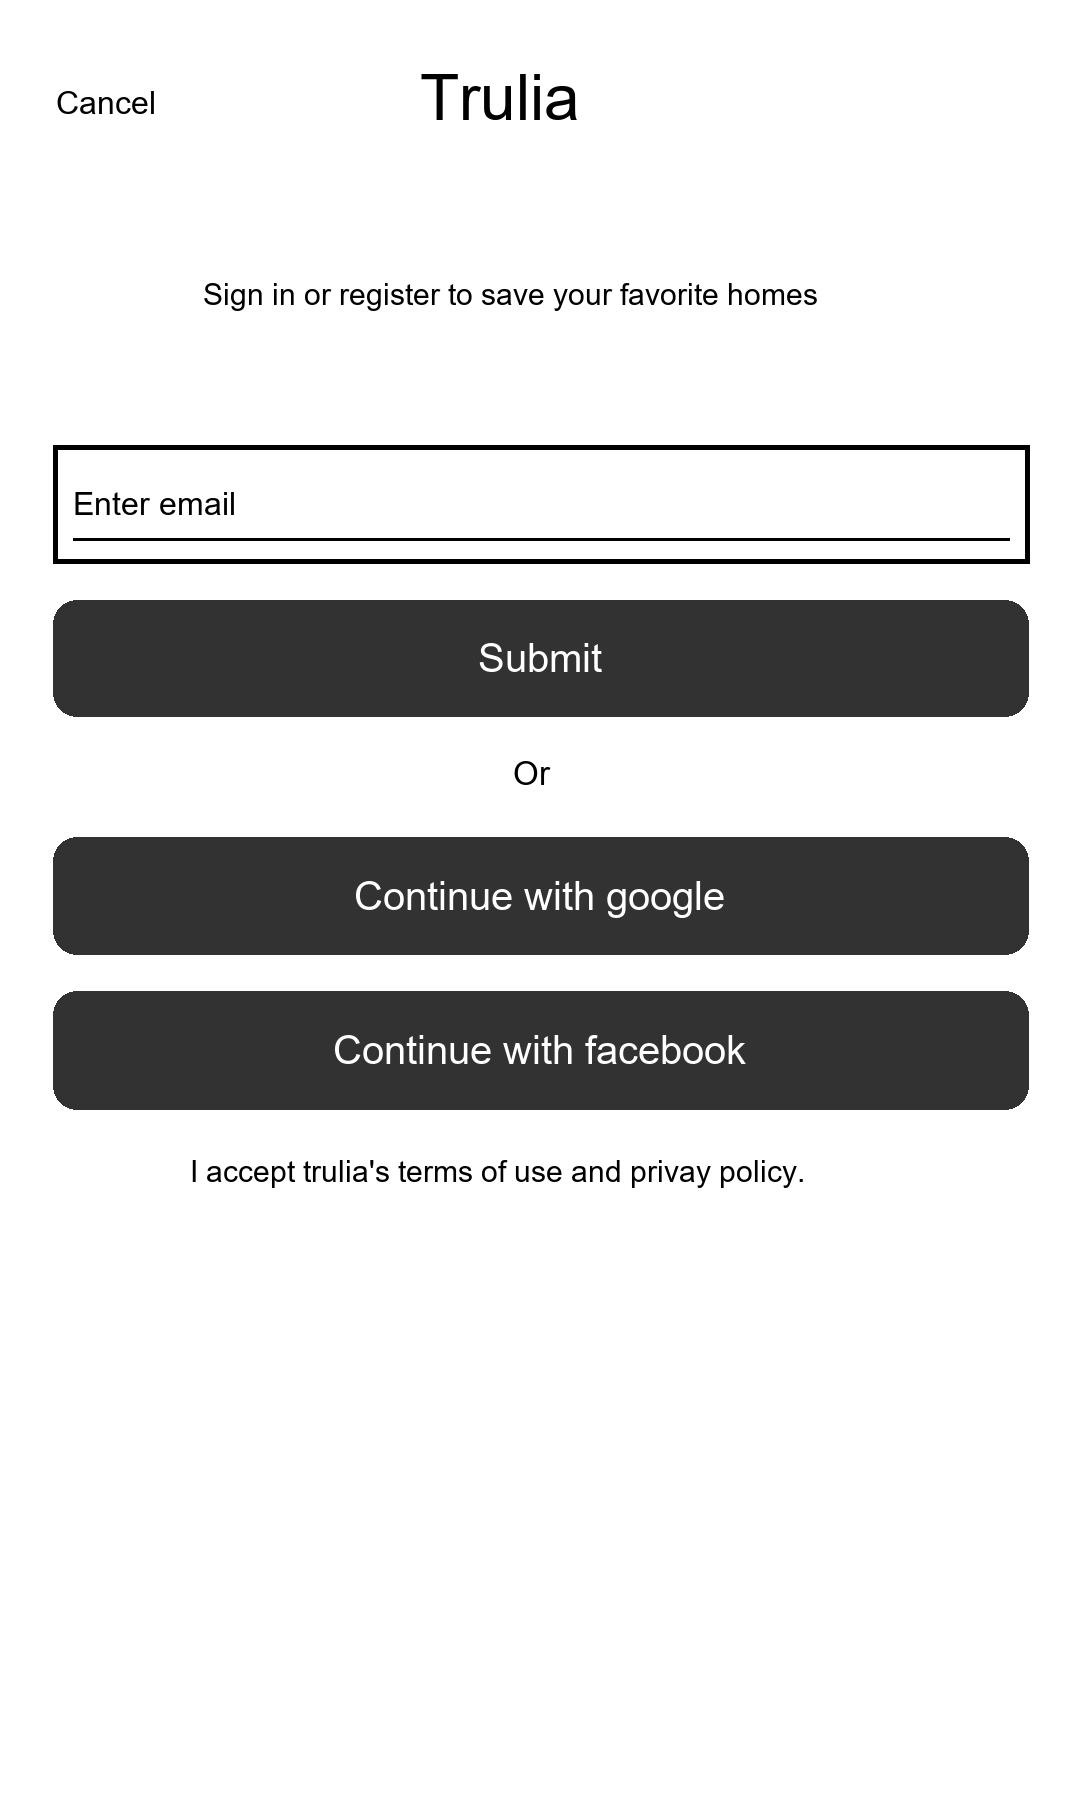 Cancel
Trulia
Sign in or register to save your favorite homes
Enter email
Submit
Or
Continue with google
Continue with facebook
I accept trulia's terms of use and privay policy.